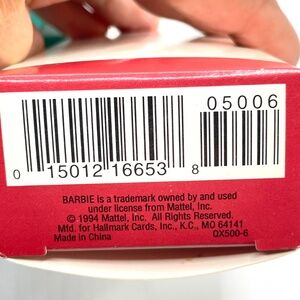 05006
0 15012 16653 8
BARBIE is a trademark owned by and used
under license from Mattel, Inc.
© 1994 Mattel, Inc. All Rights Reserved.
Mfd. for Hallmark Cards, Inc., K.C., MO 64141
Made in China QX500-6